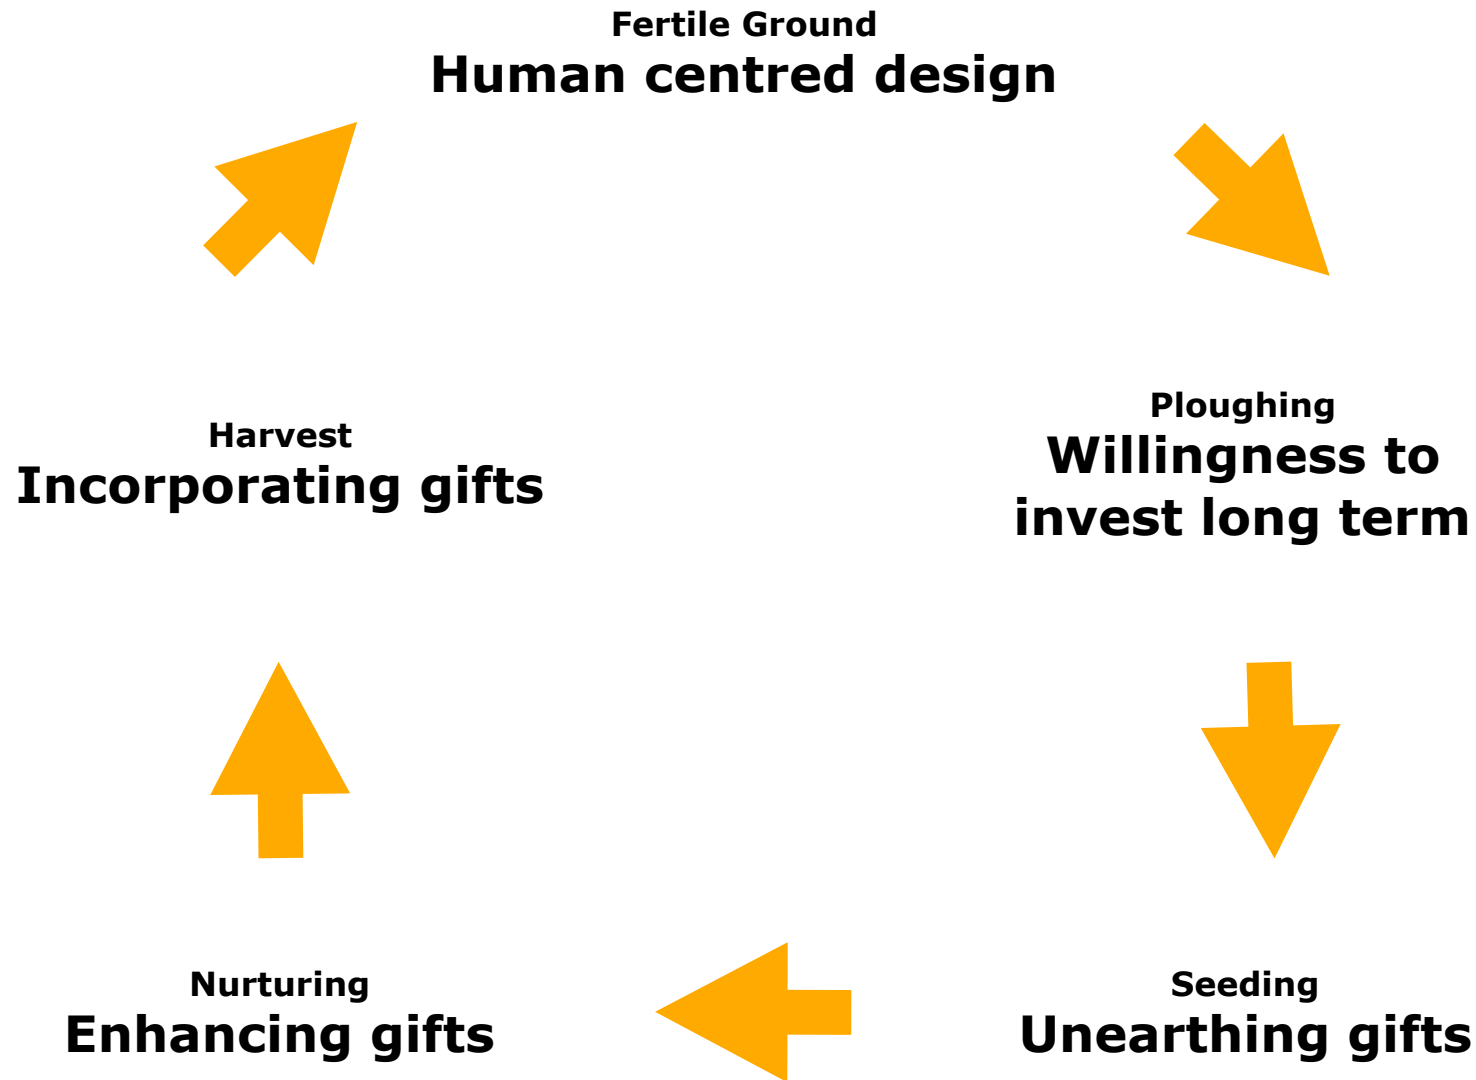 Fertile Ground
Human centred design
Ploughing
Willingness to
invest long term
Seeding
Unearthing gifts
Nurturing
Enhancing gifts
Harvest
Incorporating gifts